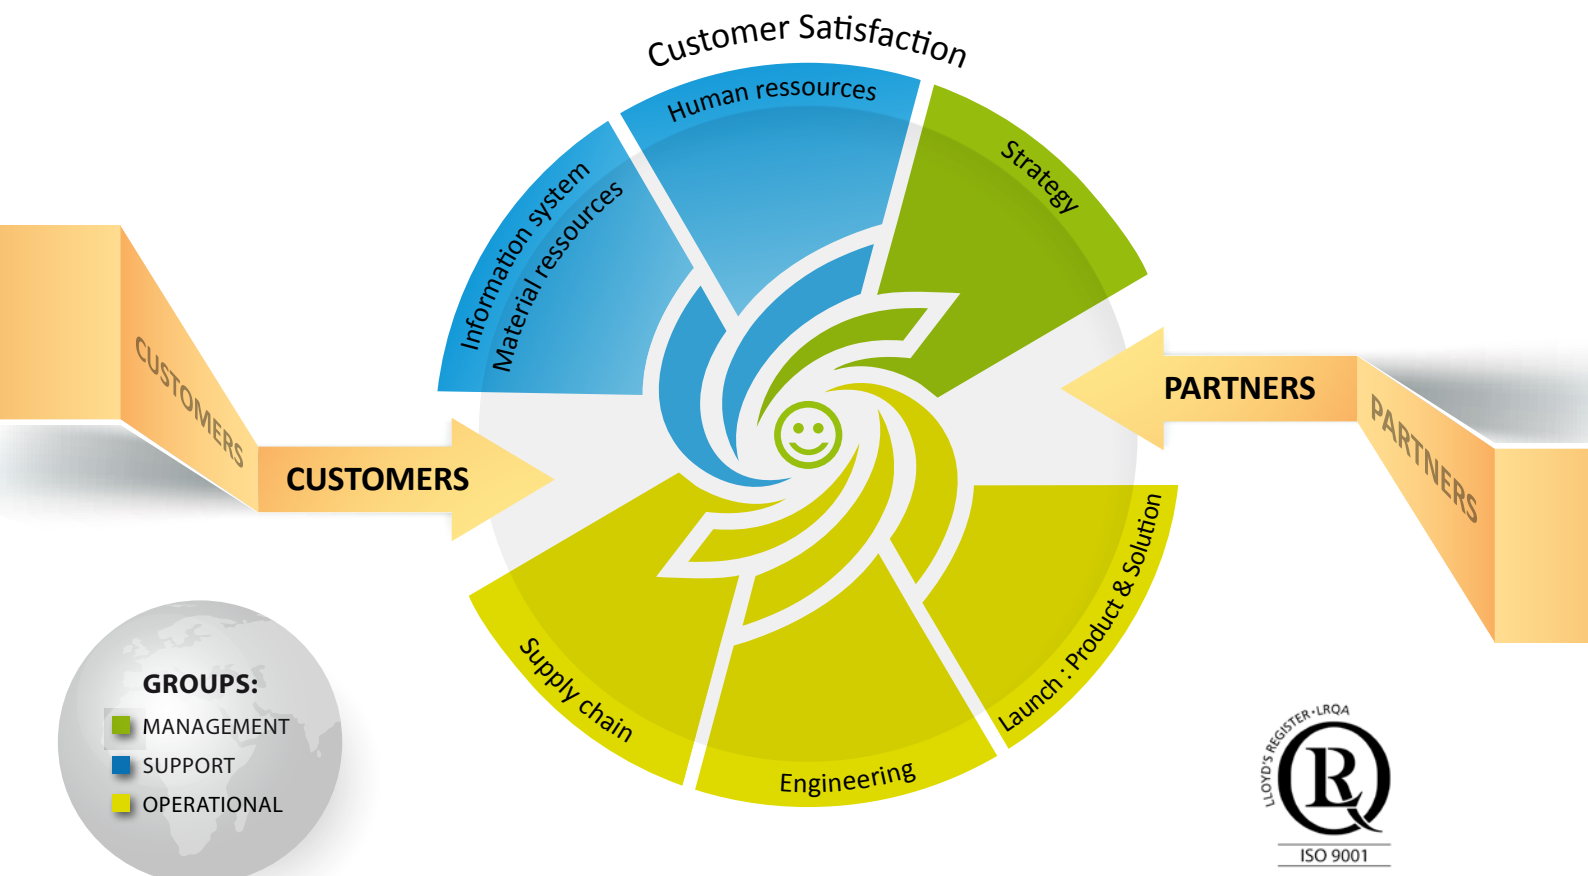 Customer Satisfaction
Human ressources
Strategy
Information system
Material ressources
CUSTOMERS
CUSTOMERS
PARTNERS
PARTNERS
Supply chain
Engineering
Launch : Product & Solution
GROUPS:
MANAGEMENT
SUPPORT
OPERATIONAL
LLOYD'S REGISTER • LRQA
LRQ
ISO 9001